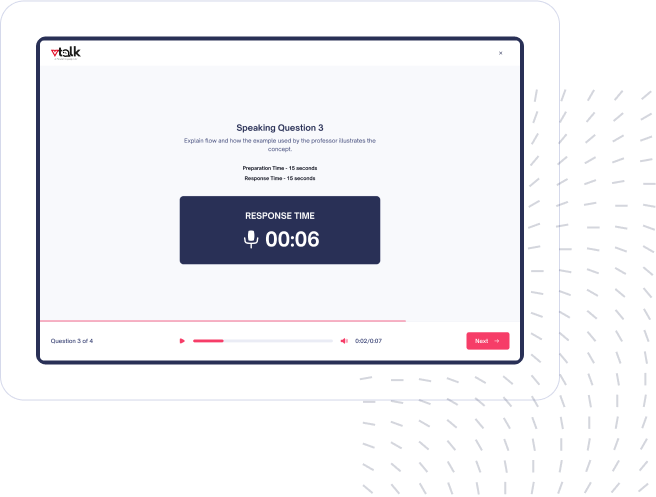 vtalk
×
Speaking Question 3
Explain flow and how the example used by the professor illustrates the
concept.
Preparation Time - 15 seconds
Response Time - 15 seconds
RESPONSE TIME
00:06
Question 3 of 4
0:02/0:07
Next →